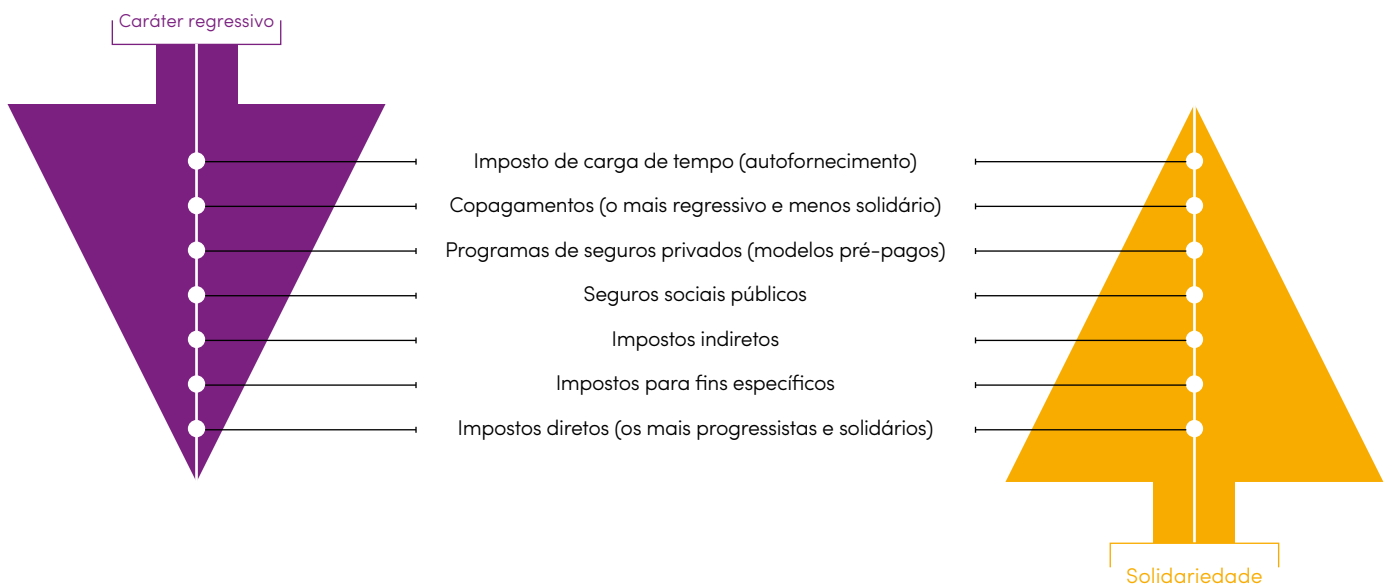 Caráter regressivo
Imposto de carga de tempo (autofornecimento)
Copagamentos (o mais regressivo e menos solidário)
Programas de seguros privados (modelos pré-pagos)
Seguros sociais públicos
Impostos indiretos
Impostos para fins específicos
Impostos diretos (os mais progressistas e solidários)
Solidariedade